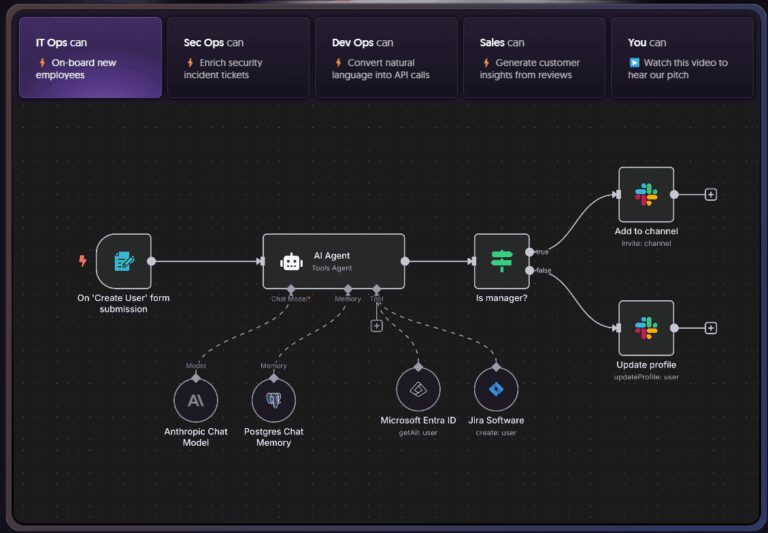 IT Ops can
On-board new
employees
Sec Ops can
Enrich security
incident tickets
Dev Ops can
Convert natural
language into API calls
Sales can
Generate customer
insights from reviews
You can
Watch this video to
hear our pitch
On 'Create User' form
submission
AI Agent
Tools Agent
Chat Model*
Memory
Tool
Is manager?
true
false
Add to channel
invite: channel
Update profile
updateProfile: user
Model
Memory
Anthropic Chat
Model
Postgres Chat
Memory
Microsoft Entra ID
getAll: user
Jira Software
create: user